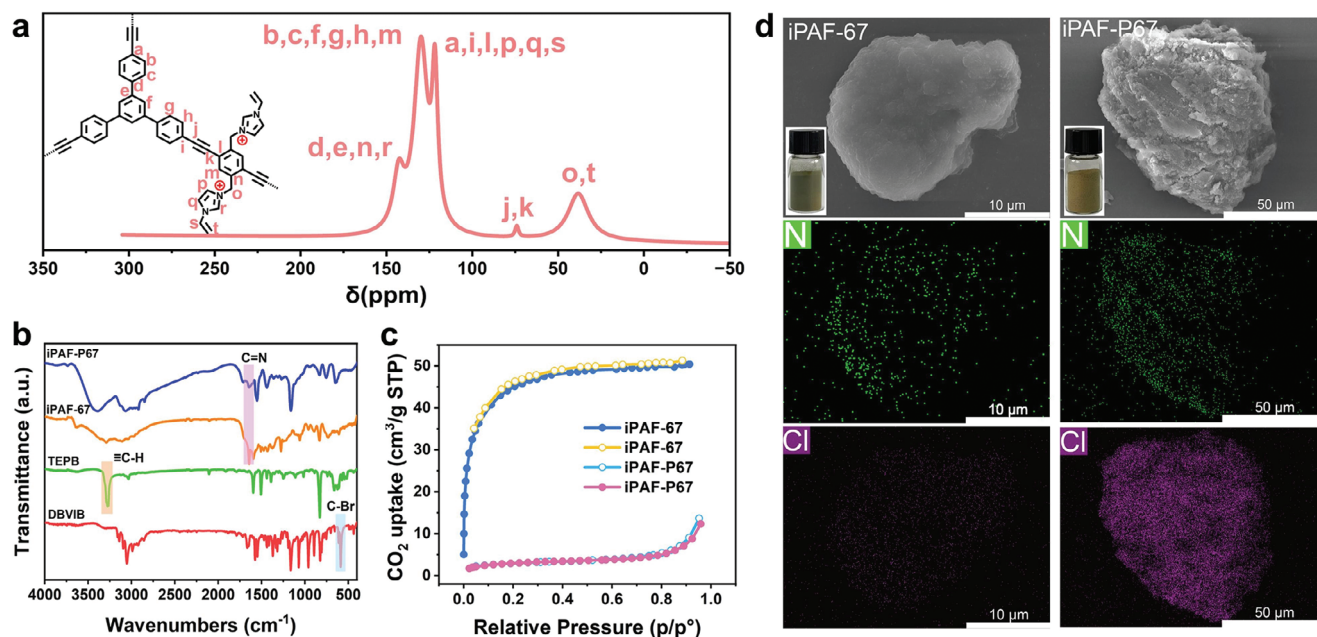 a
b,c,f,g,h,m
a,i,l,p,q,s
d,e,n,r
j,k
o,t
a
b
c
d
e
f
g
h
i
j
k
l
m
n
o
p
q
r
s
t
N
N
N
N
350 300 250 200 150 100 50 0 −50
δ(ppm)
b
iPAF-P67
C=N
iPAF-67
TEPB
≡C-H
C-Br
DBVIB
Transmittance (a.u.)
4000 3500 3000 2500 2000 1500 1000 500
Wavenumbers (cm-1)
c
50
40
30
20
10
0
CO2 uptake (cm3/g STP)
iPAF-67
iPAF-67
iPAF-P67
iPAF-P67
0.0 0.2 0.4 0.6 0.8 1.0
Relative Pressure (p/p°)
d
iPAF-67
10 μm
iPAF-P67
50 μm
N
10 μm
N
50 μm
Cl
10 μm
Cl
50 μm